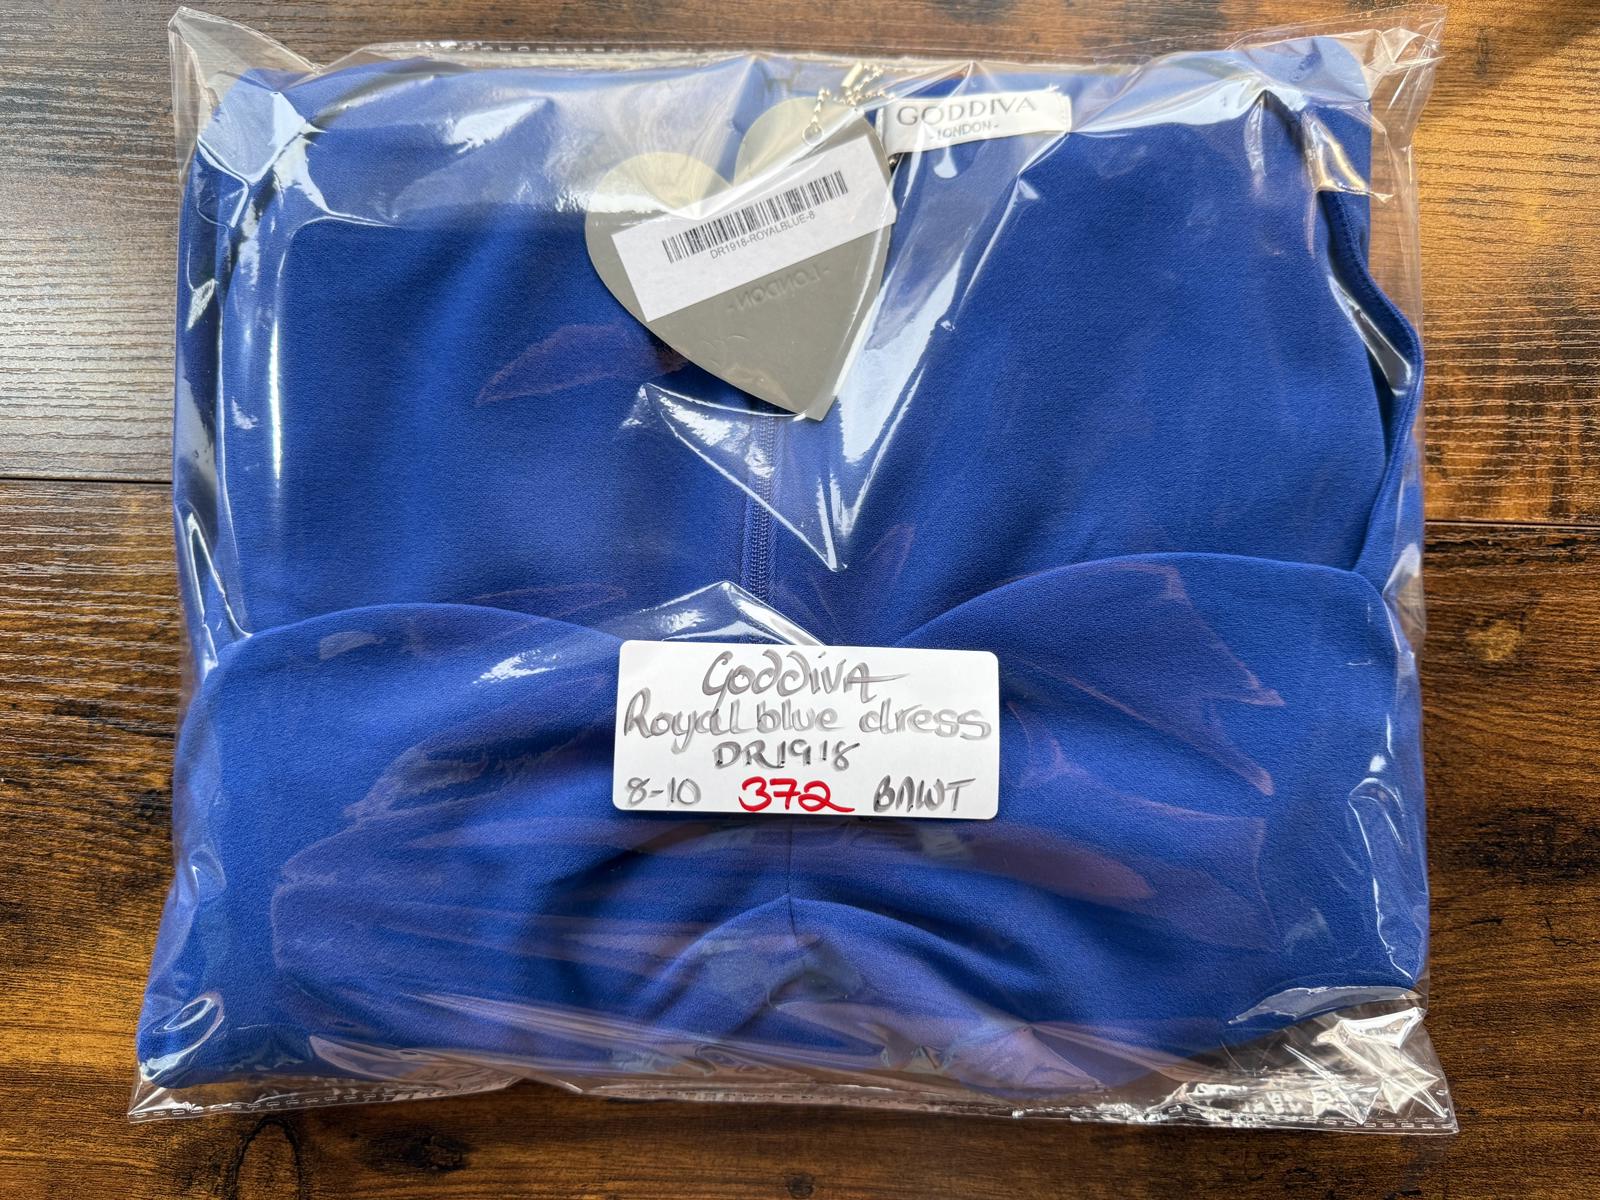 GODDIVA
- LONDON -
DR1918-ROYALBLUE-8
- LONDON -
GoddivA
Royal blue dress
DR1918
8-10 372 BNWT